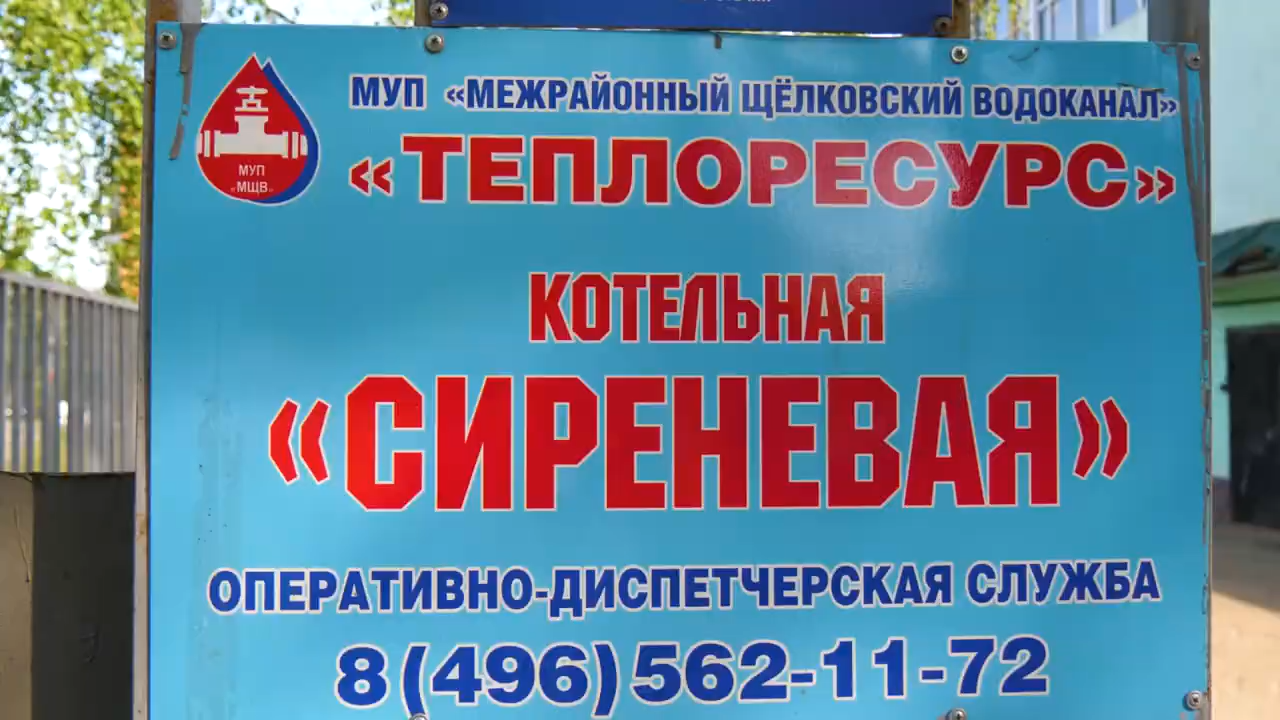 МУП «МЕЖРАЙОННЫЙ ЩЁЛКОВСКИЙ ВОДОКАНАЛ»
«ТЕПЛОРЕСУРС»
МУП
«МЩВ»
КОТЕЛЬНАЯ
«СИРЕНЕВАЯ»
ОПЕРАТИВНО-ДИСПЕТЧЕРСКАЯ СЛУЖБА
8(496)562-11-72